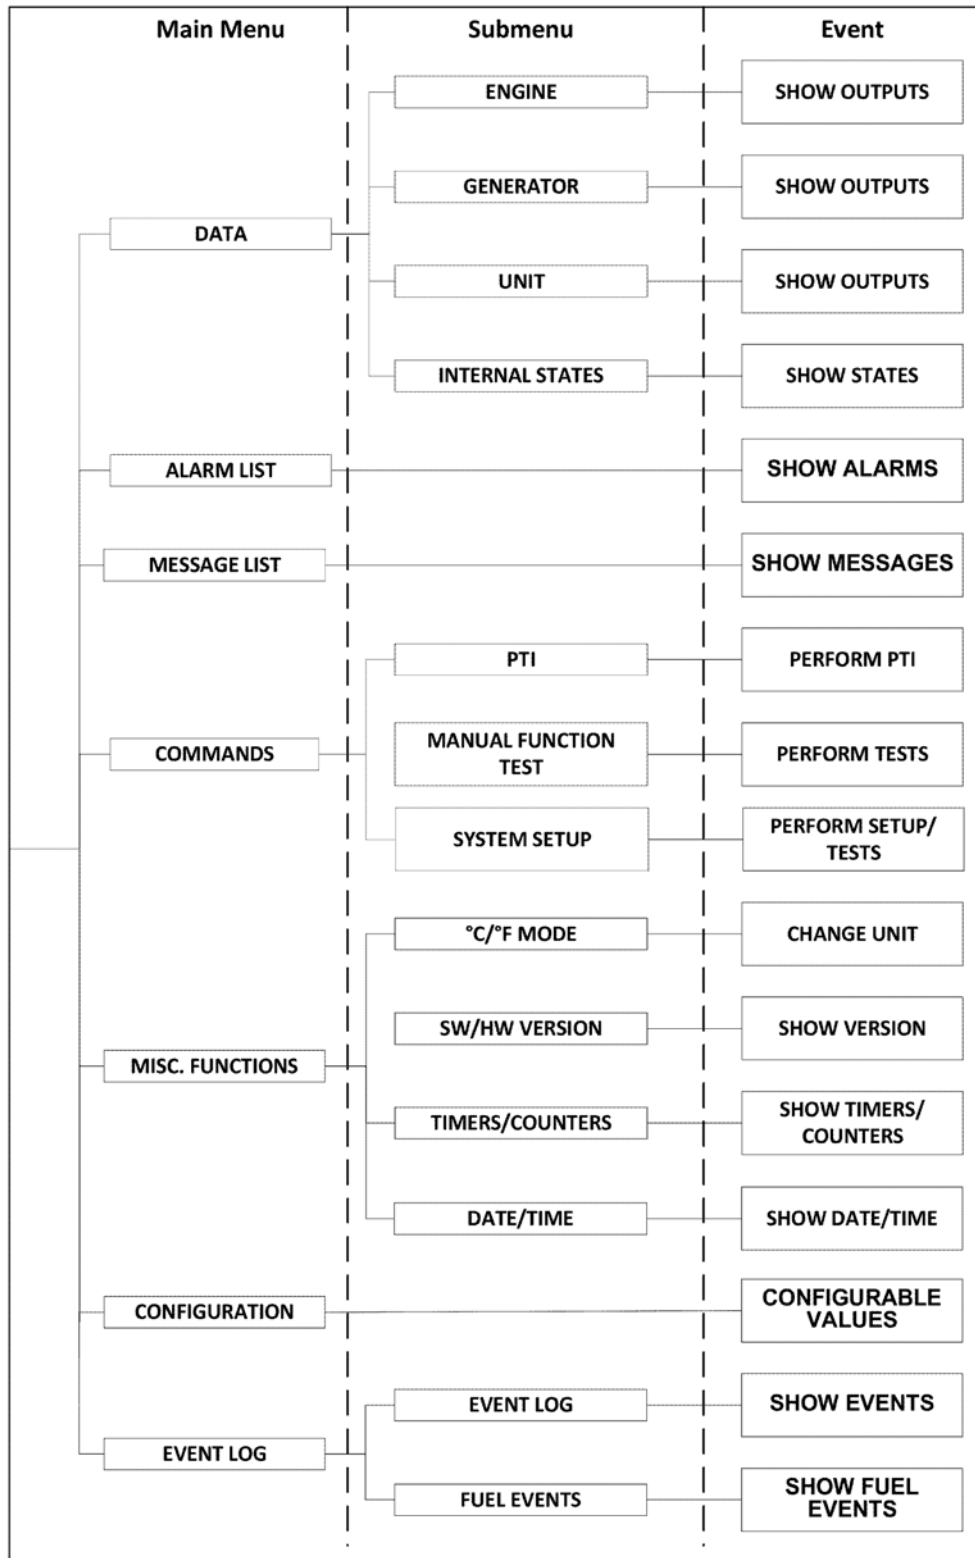 Main Menu
Submenu
Event
ENGINE
SHOW OUTPUTS
GENERATOR
SHOW OUTPUTS
DATA
UNIT
SHOW OUTPUTS
INTERNAL STATES
SHOW STATES
ALARM LIST
SHOW ALARMS
MESSAGE LIST
SHOW MESSAGES
PTI
PERFORM PTI
COMMANDS
MANUAL FUNCTION
TEST
PERFORM TESTS
SYSTEM SETUP
PERFORM SETUP/
TESTS
°C/°F MODE
CHANGE UNIT
SW/HW VERSION
SHOW VERSION
MISC. FUNCTIONS
TIMERS/COUNTERS
SHOW TIMERS/
COUNTERS
DATE/TIME
SHOW DATE/TIME
CONFIGURATION
CONFIGURABLE
VALUES
EVENT LOG
EVENT LOG
SHOW EVENTS
FUEL EVENTS
SHOW FUEL
EVENTS